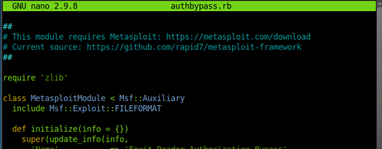 GNU nano 2.9.8 authbypass.rb
##
# This module requires Metasploit: https://metasploit.com/download
# Current source: https://github.com/rapid7/metasploit-framework
##
require 'zlib'
class MetasploitModule < Msf::Auxiliary
include Msf::Exploit::FILEFORMAT
def initialize(info = {})
super(update_info(info,